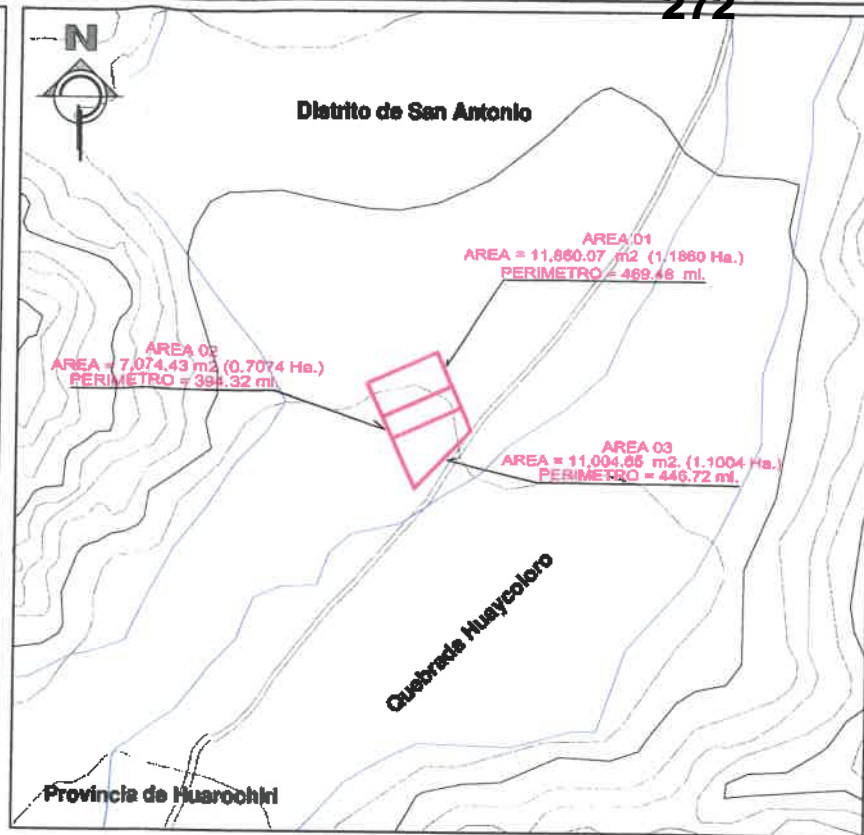 272
N
Distrito de San Antonio
AREA 01
AREA = 11,860.07 m2 (1.1860 Ha.)
PERIMETRO = 469.46 ml.
AREA 02
AREA = 7,074.43 m2 (0.7074 Ha.)
PERIMETRO = 394.32 ml.
AREA 03
AREA = 11,004.65 m2. (1.1004 Ha.)
PERIMETRO = 446.72 ml.
Quebrada Huaycoloro
Provincia de Huarochiri